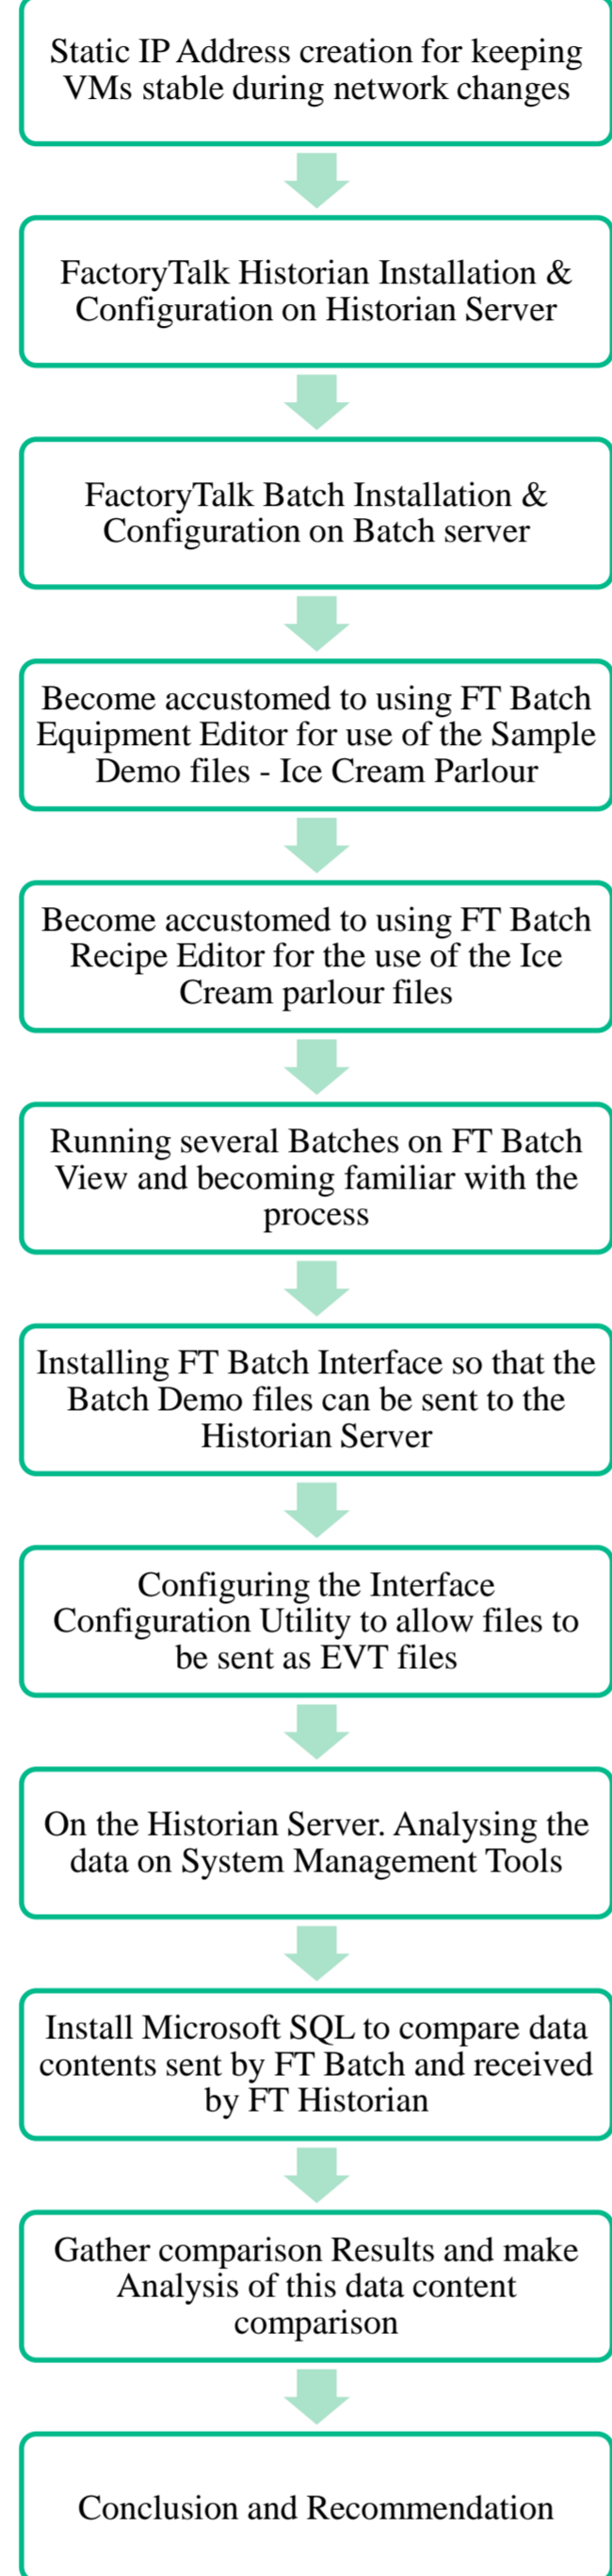 Static IP Address creation for keeping
VMs stable during network changes
FactoryTalk Historian Installation &
Configuration on Historian Server
FactoryTalk Batch Installation &
Configuration on Batch server
Become accustomed to using FT Batch
Equipment Editor for use of the Sample
Demo files - Ice Cream Parlour
Become accustomed to using FT Batch
Recipe Editor for the use of the Ice
Cream parlour files
Running several Batches on FT Batch
View and becoming familiar with the
process
Installing FT Batch Interface so that the
Batch Demo files can be sent to the
Historian Server
Configuring the Interface
Configuration Utility to allow files to
be sent as EVT files
On the Historian Server. Analysing the
data on System Management Tools
Install Microsoft SQL to compare data
contents sent by FT Batch and received
by FT Historian
Gather comparison Results and make
Analysis of this data content
comparison
Conclusion and Recommendation